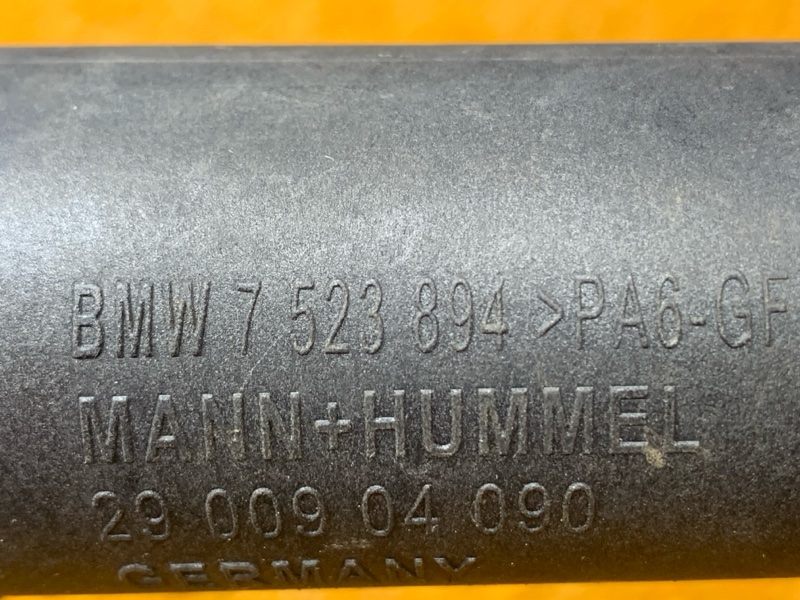 BMW 7 523 894 >PA6-GF
MANN+HUMMEL
29 009 04 090
GERMANY